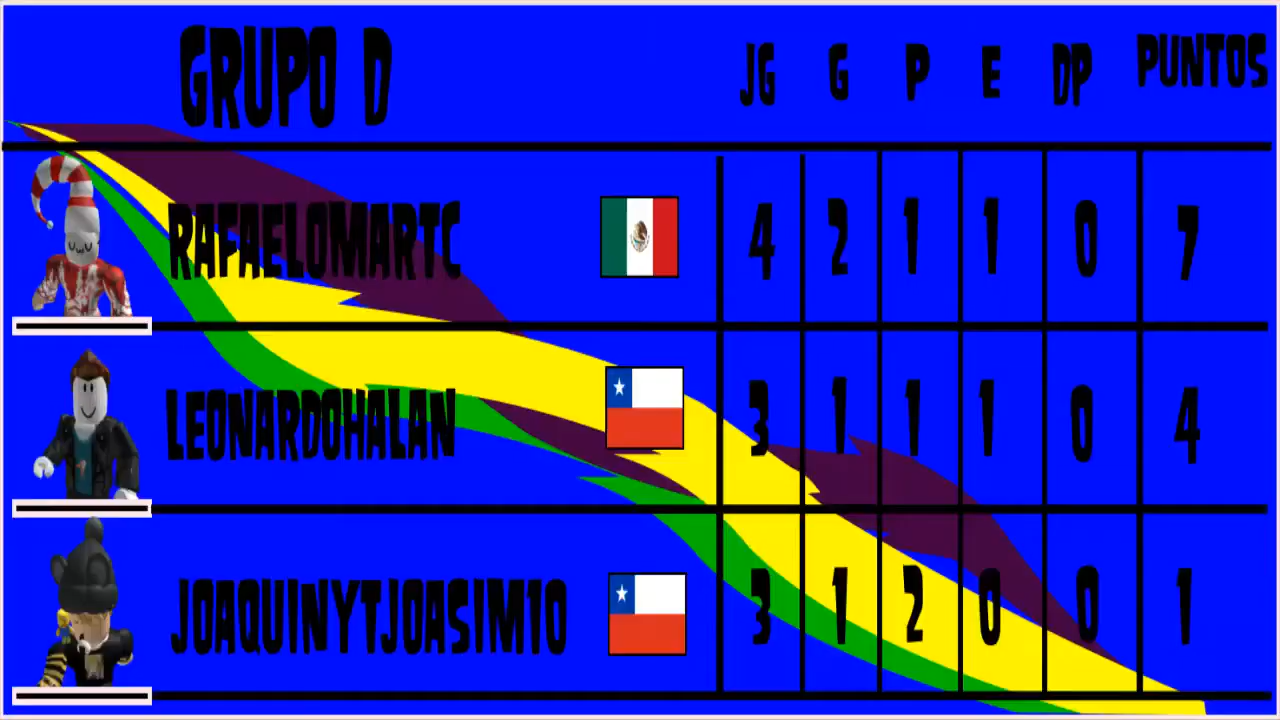 GRUPO D JG G P E DP PUNTOS
RAFAELOMARTC 4 2 1 1 0 7
LEONARDOHALAN 3 1 1 1 0 4
JOAQUINYTJOASIM10 3 1 2 0 0 1